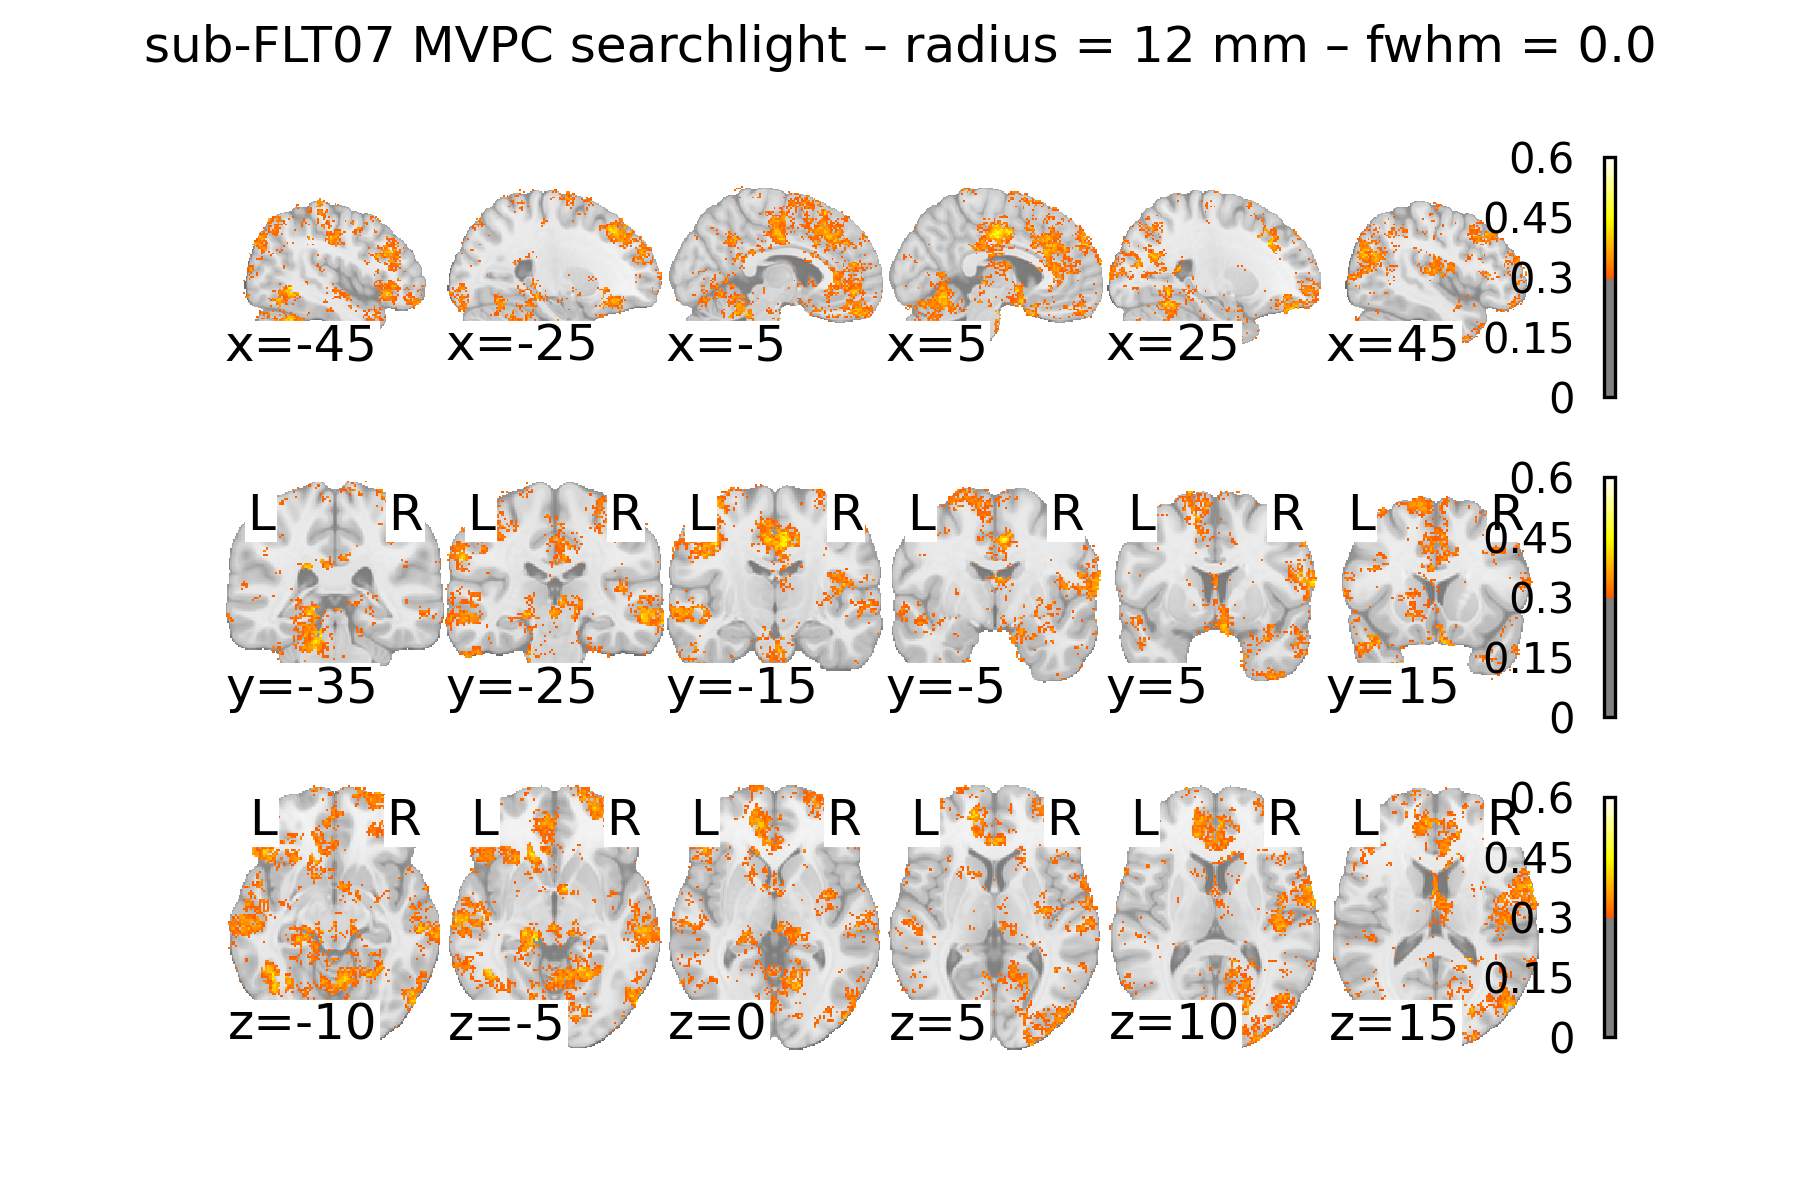 sub-FLT07 MVPC searchlight – radius = 12 mm – fwhm = 0.0
0.6
0.45
0.3
0.15
0
x=-45 x=-25 x=-5 x=5 x=25 x=45
L R L R L R L R L R L R
0.6
0.45
0.3
0.15
0
y=-35 y=-25 y=-15 y=-5 y=5 y=15
L R L R L R L R L R L R
0.6
0.45
0.3
0.15
0
z=-10 z=-5 z=0 z=5 z=10 z=15